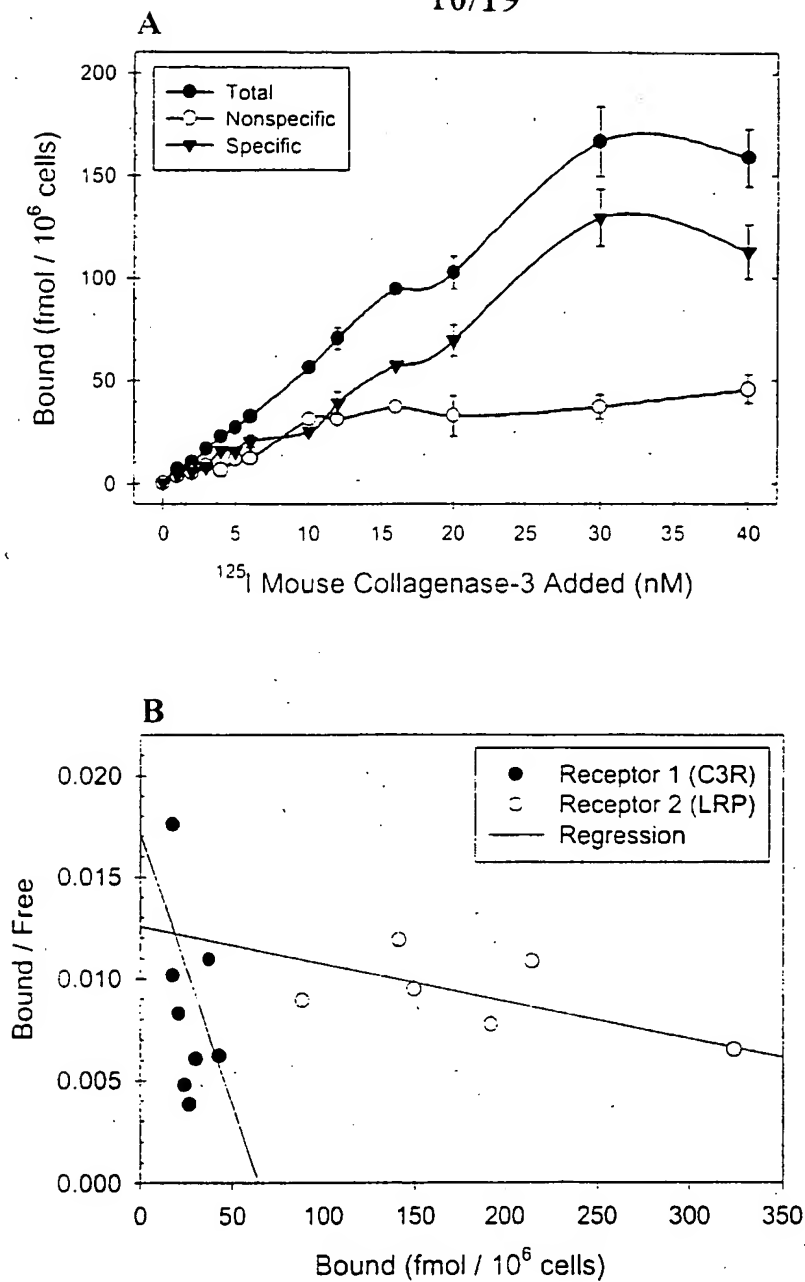 10/19
A
200
150
100
50
0
Bound (fmol / 10⁶ cells)
Total
Nonspecific
Specific
0 5 10 15 20 25 30 35 40
¹²⁵I Mouse Collagenase-3 Added (nM)
B
0.020
0.015
0.010
0.005
0.000
Bound / Free
Receptor 1 (C3R)
Receptor 2 (LRP)
Regression
0 50 100 150 200 250 300 350
Bound (fmol / 10⁶ cells)